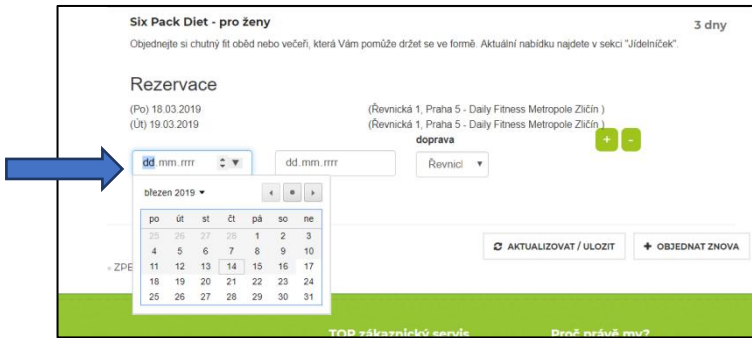 Six Pack Diet - pro ženy
3 dny
Objednejte si chutný fit oběd nebo večeři, která Vám pomůže držet se ve formě. Aktuální nabídku najdete v sekci "Jídelníček".
Rezervace
(Po) 18.03.2019 (Řevnická 1, Praha 5 - Daily Fitness Metropole Zličín )
(Út) 19.03.2019 (Řevnická 1, Praha 5 - Daily Fitness Metropole Zličín )
doprava
+ -
dd.mm.rrrr dd.mm.rrrr Řevnicl
březen 2019
po út st čt pá so ne
25 26 27 28 1 2 3
4 5 6 7 8 9 10
11 12 13 14 15 16 17
18 19 20 21 22 23 24
25 26 27 28 29 30 31
AKTUALIZOVAT / ULOZIT + OBJEDNAT ZNOVA
« ZPE
TOP zákaznický servis Proč právě my?